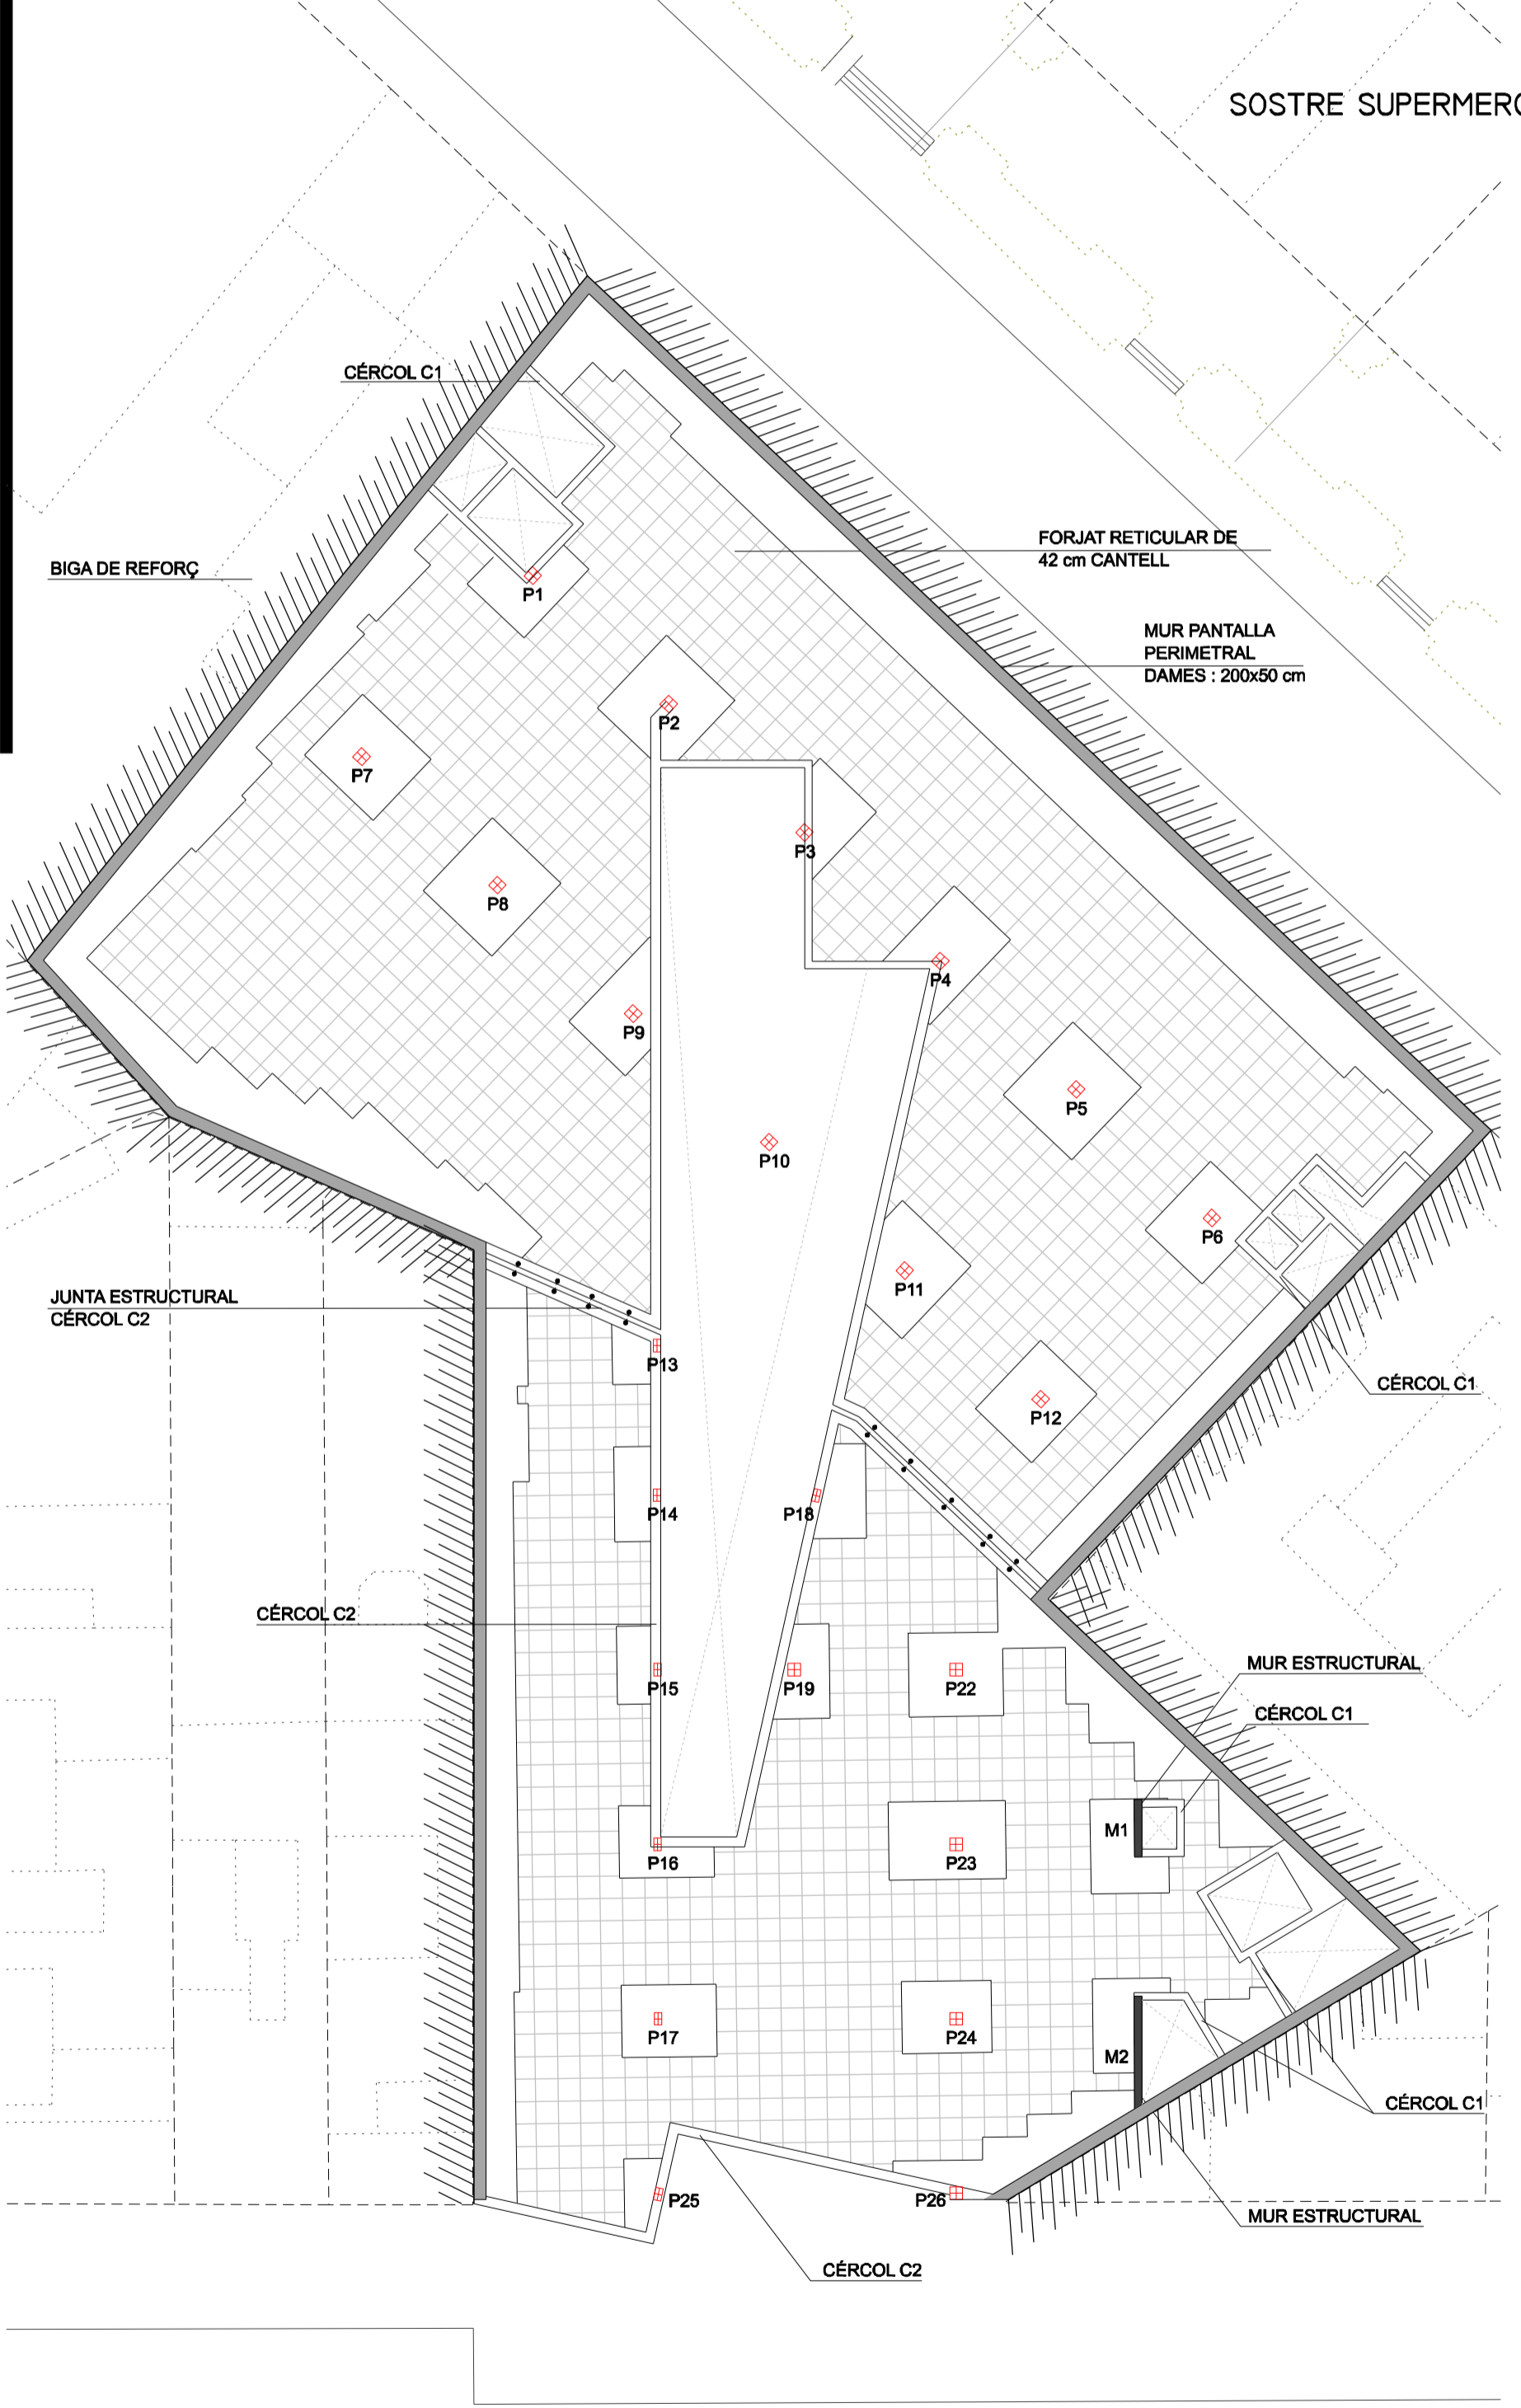 SOSTRE SUPERMERC
CÉRCOL C1
FORJAT RETICULAR DE
42 cm CANTELL
BIGA DE REFORÇ
P1
MUR PANTALLA
PERIMETRAL
DAMES : 200x50 cm
P2
P7
P3
P8
P4
P9
P5
P10
P6
P11
JUNTA ESTRUCTURAL
CÉRCOL C2
P13
CÉRCOL C1
P12
P14
P18
CÉRCOL C2
MUR ESTRUCTURAL
P15
P19
P22
CÉRCOL C1
M1
P16
P23
P17
P24
M2
CÉRCOL C1
P25
P26
MUR ESTRUCTURAL
CÉRCOL C2